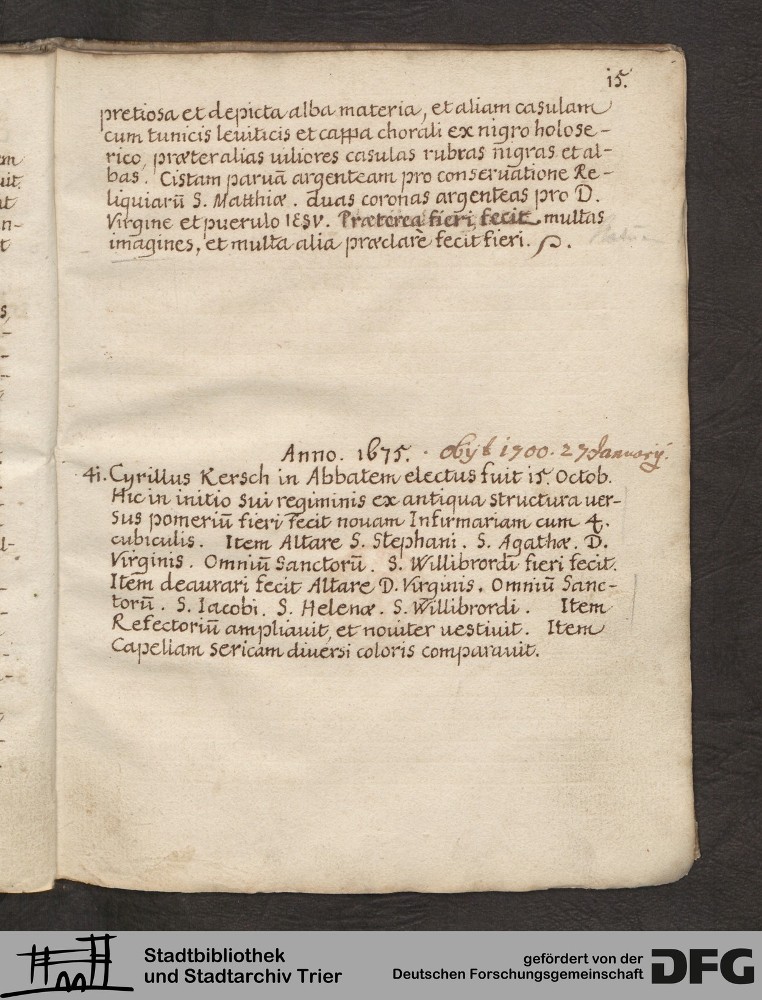 15.
pretiosa et depicta alba materia, et aliam casulam
cum tunicis leuiticis et cappa chorali ex nigro holose-
rico, præter alias uiliores casulas rubras nigras et al-
bas. Cistam paruā argenteam pro conseruatione Re-
liquiarū S. Matthiæ. duas coronas argenteas pro D.
Virgine et puerulo IESV. Præterea fieri fecit multas
imagines, et multa alia præclare fecit fieri.
Anno. 1675. · obijt 1700. 27 Januarij.
41. Cyrillus Kersch in Abbatem electus fuit 15. Octob.
Hic in initio sui regiminis ex antiqua structura uer-
sus pomeriū fieri fecit nouam Infirmariam cum 4.
cubiculis. Item Altare S. Stephani. S. Agathæ. D.
Virginis. Omniū Sanctorū. S. Willibrordi fieri fecit.
Item deaurari fecit Altare D. Virginis. Omniū Sanc-
torū. S. Iacobi. S. Helenæ. S. Willibrordi. Item
Refectoriū ampliauit, et nouiter uestiuit. Item
Capellam sericam diuersi coloris comparauit.
um
uit.
at
n-
t
s,
l-
Stadtbibliothek
und Stadtarchiv Trier
gefördert von der
Deutschen Forschungsgemeinschaft
DFG